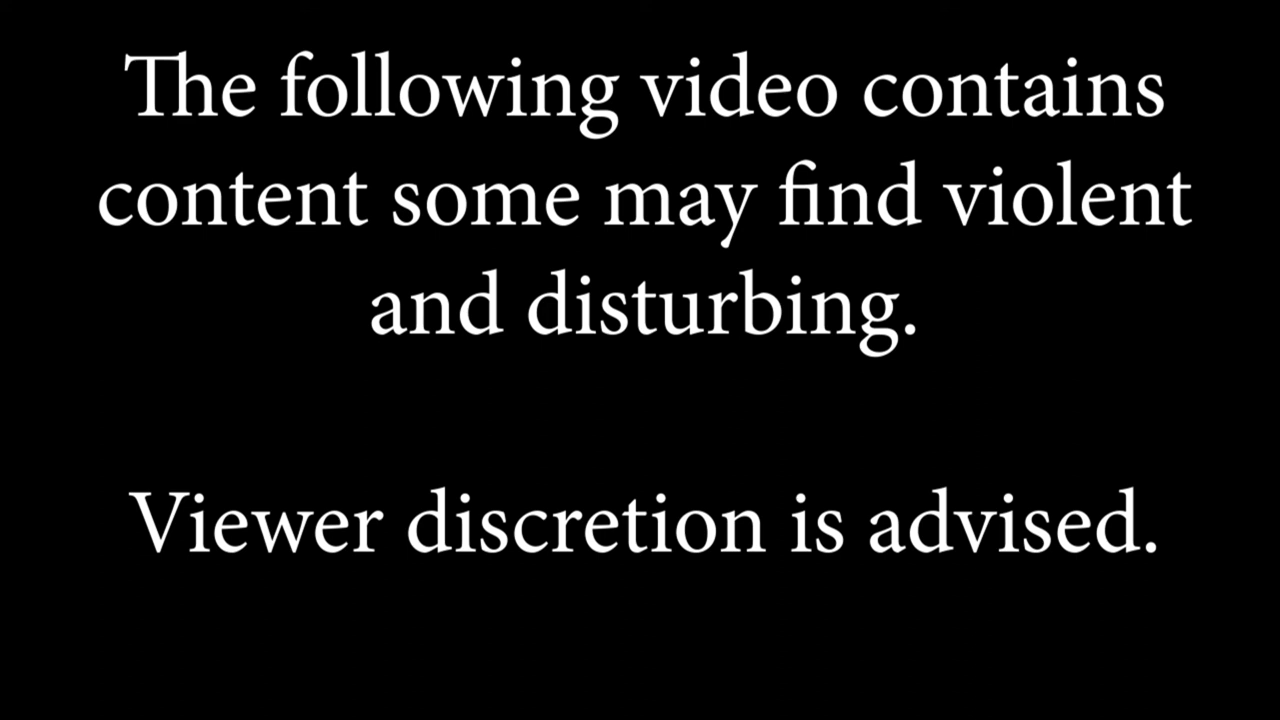 The following video contains
content some may find violent
and disturbing.
Viewer discretion is advised.